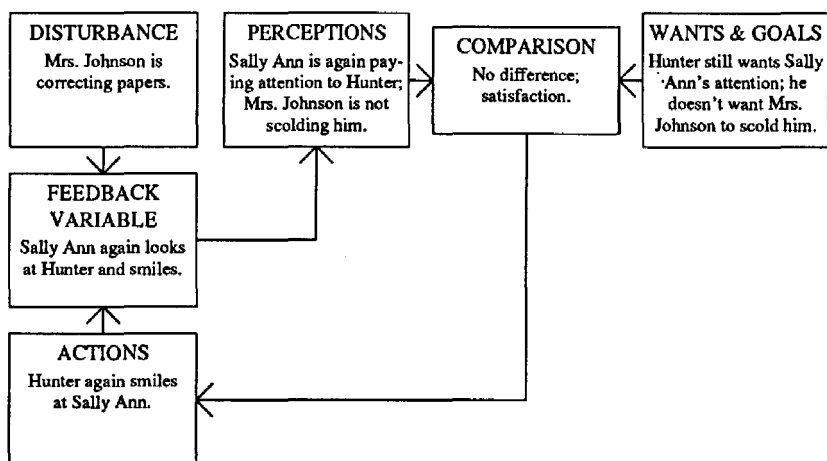 DISTURBANCE
Mrs. Johnson is
correcting papers.
PERCEPTIONS
Sally Ann is again pay-
ing attention to Hunter;
Mrs. Johnson is not
scolding him.
COMPARISON
No difference;
satisfaction.
WANTS & GOALS
Hunter still wants Sally
Ann's attention; he
doesn't want Mrs.
Johnson to scold him.
FEEDBACK
VARIABLE
Sally Ann again looks
at Hunter and smiles.
ACTIONS
Hunter again smiles
at Sally Ann.